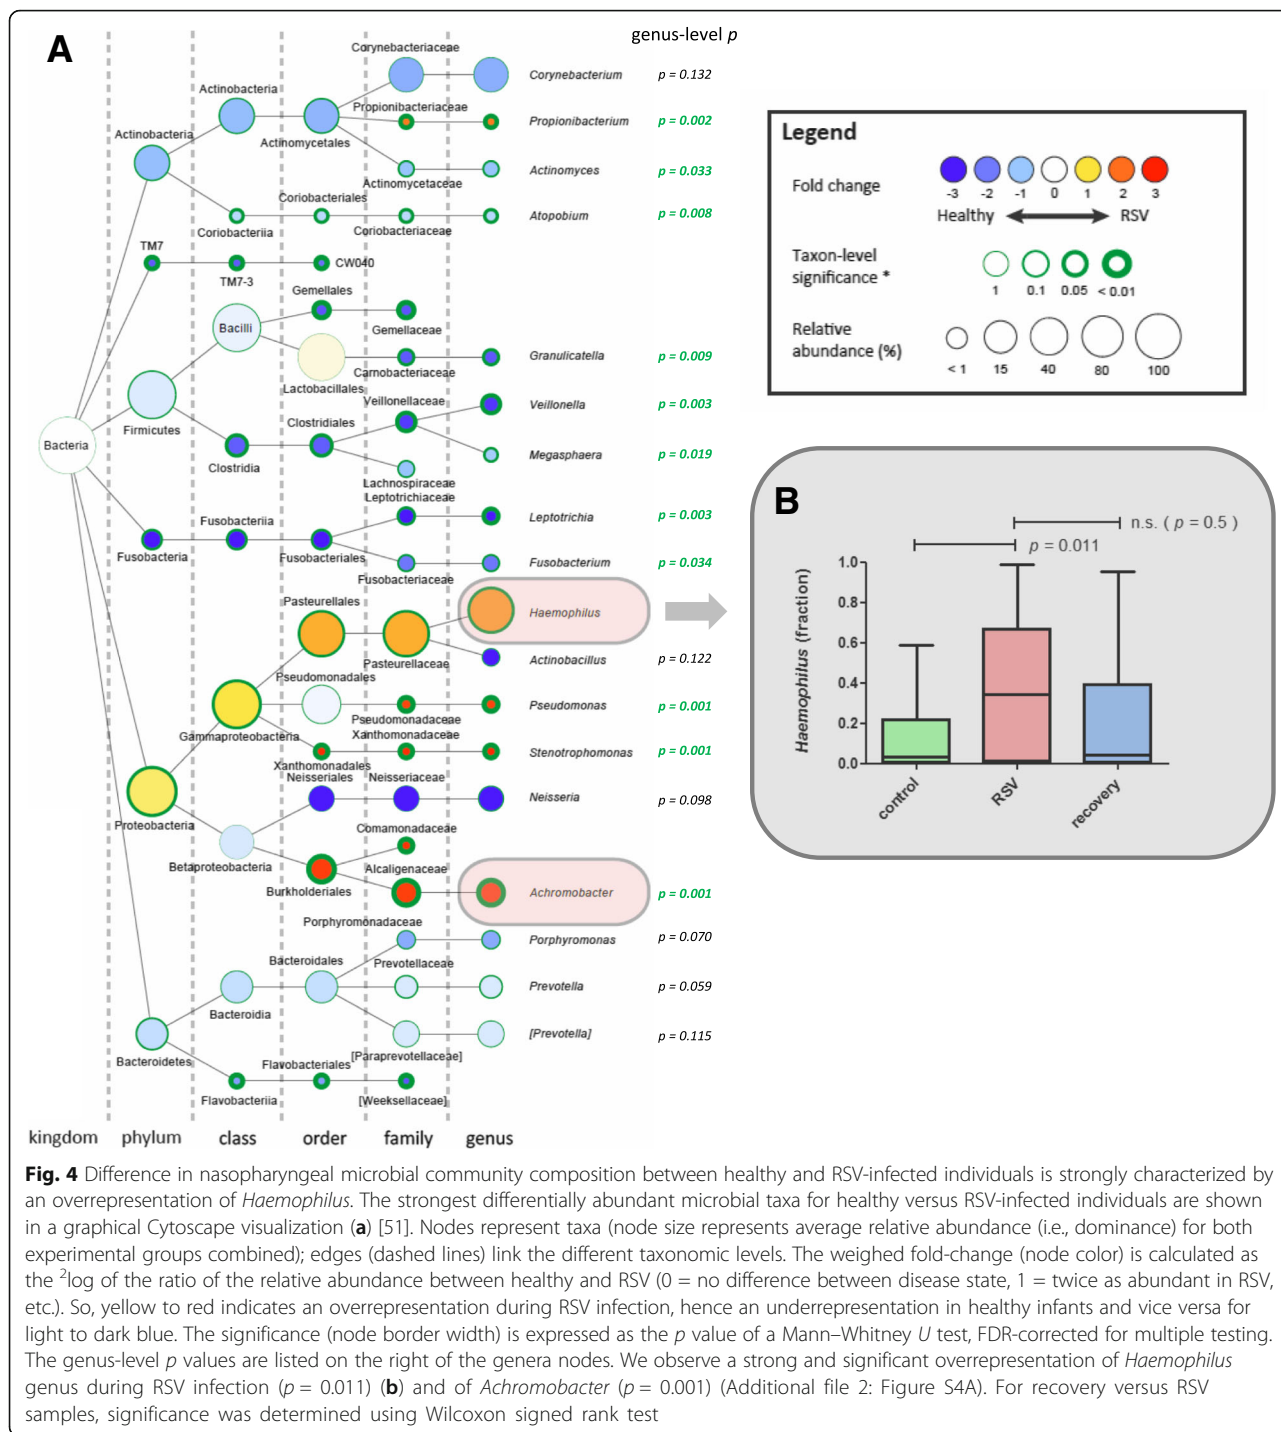 A
genus-level p
Corynebacteriaceae
Corynebacterium
p = 0.132
Actinobacteria
Propionibacteriaceae
Propionibacterium
p = 0.002
Actinobacteria
Actinomycetales
Actinomyces
p = 0.033
Actinomycetaceae
Coriobacteriales
Atopobium
p = 0.008
Coriobacteriia
Coriobacteriaceae
TM7
CW040
TM7-3
Gemellales
Bacilli
Gemellaceae
Granulicatella
p = 0.009
Carnobacteriaceae
Lactobacillales
Veillonellaceae
Veillonella
p = 0.003
Firmicutes
Clostridiales
Bacteria
Megasphaera
p = 0.019
Clostridia
Lachnospiraceae
Leptotrichiaceae
Fusobacteriia
Leptotrichia
p = 0.003
Fusobacteria
Fusobacteriales
Fusobacterium
p = 0.034
Fusobacteriaceae
Pasteurellales
Haemophilus
Pasteurellaceae
Actinobacillus
p = 0.122
Pseudomonadales
Pseudomonas
p = 0.001
Gammaproteobacteria
Pseudomonadaceae
Xanthomonadaceae
Stenotrophomonas
p = 0.001
Xanthomonadales
Neisseriales
Neisseriaceae
Neisseria
p = 0.098
Proteobacteria
Comamonadaceae
Betaproteobacteria
Alcaligenaceae
Burkholderiales
Achromobacter
p = 0.001
Porphyromonadaceae
Porphyromonas
p = 0.070
Bacteroidales
Prevotellaceae
Prevotella
p = 0.059
Bacteroidia
[Prevotella]
p = 0.115
Bacteroidetes
[Paraprevotellaceae]
Flavobacteriales
Flavobacteriia
[Weeksellaceae]
kingdom phylum class order family genus
Legend
Fold change
-3 -2 -1 0 1 2 3
Healthy RSV
Taxon-level
significance *
1 0.1 0.05 < 0.01
Relative
abundance (%)
< 1 15 40 80 100
B
n.s. ( p = 0.5 )
p = 0.011
Haemophilus (fraction)
1.0
0.8
0.6
0.4
0.2
0.0
control
RSV
recovery
Fig. 4 Difference in nasopharyngeal microbial community composition between healthy and RSV-infected individuals is strongly characterized by
an overrepresentation of Haemophilus. The strongest differentially abundant microbial taxa for healthy versus RSV-infected individuals are shown
in a graphical Cytoscape visualization (a) [51]. Nodes represent taxa (node size represents average relative abundance (i.e., dominance) for both
experimental groups combined); edges (dashed lines) link the different taxonomic levels. The weighed fold-change (node color) is calculated as
the ²log of the ratio of the relative abundance between healthy and RSV (0 = no difference between disease state, 1 = twice as abundant in RSV,
etc.). So, yellow to red indicates an overrepresentation during RSV infection, hence an underrepresentation in healthy infants and vice versa for
light to dark blue. The significance (node border width) is expressed as the p value of a Mann–Whitney U test, FDR-corrected for multiple testing.
The genus-level p values are listed on the right of the genera nodes. We observe a strong and significant overrepresentation of Haemophilus
genus during RSV infection (p = 0.011) (b) and of Achromobacter (p = 0.001) (Additional file 2: Figure S4A). For recovery versus RSV
samples, significance was determined using Wilcoxon signed rank test